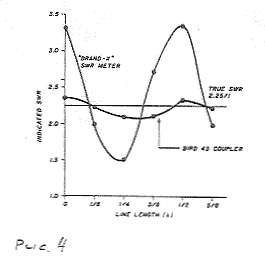 3.5
"BRAND-X"
SWR
METER
3.0
TRUE SWR
2.25/1
2.5
INDICATED SWR
2.0
BIRD 43 COUPLER
1.5
1.0
0 1/8 1/4 3/8 1/2 5/8
LINE LENGTH (λ)
Рис. 4